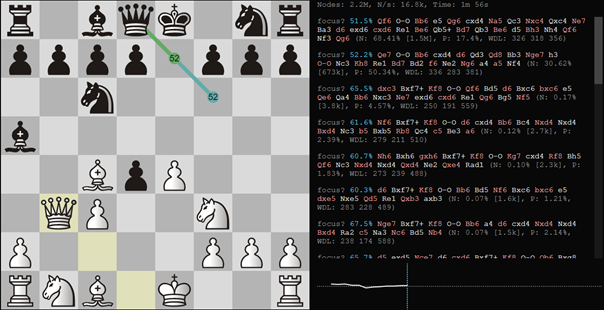 Nodes: 2.2M, N/s: 16.8k, Time: 1m 56s
focus? 51.5% Qf6 O-O Bb6 e5 Qg6 cxd4 Na5 Qc3 Nxc4 Qxc4 Ne7
Ba3 d6 exd6 cxd6 Re1 Be6 Qb5+ Bd7 Qb3 Be6 d5 Bh3 Nh4 Qf6
Nf3 Qg6 (N: 68.41% [1.5M], P: 17.4%, WDL: 326 318 356)
focus? 52.2% Qe7 O-O Bb6 cxd4 d6 Qd3 Qd8 Bb3 Nge7 h3
O-O Nc3 Kh8 Re1 Bd7 Bd2 f6 Ne2 Ng6 a4 a5 Nf4 (N: 30.62%
[673k], P: 50.34%, WDL: 336 283 381)
focus? 65.5% dxc3 Bxf7+ Kf8 O-O Qf6 Bd5 d6 Bxc6 bxc6 e5
Qe6 Qa4 Bb6 Nxc3 Ne7 exd6 cxd6 Re1 Qg6 Bg5 Nf5 (N: 0.17%
[3.8k], P: 4.57%, WDL: 250 191 559)
focus? 61.6% Nf6 Bxf7+ Kf8 O-O d6 cxd4 Bb6 Bc4 Nxd4 Nxd4
Bxd4 Nc3 b5 Bxb5 Kb8 Qc4 c5 Be3 a6 (N: 0.12% [2.7k], P:
2.39%, WDL: 279 211 510)
focus? 60.7% Nh6 Bxh6 gxh6 Bxf7+ Kf8 O-O Kg7 cxd4 Rf8 Bh5
Qf6 Nc3 Nxd4 Nxd4 Qxd4 Ne2 Qxe4 Rad1 (N: 0.10% [2.3k], P:
1.83%, WDL: 273 239 488)
focus? 60.3% d6 Bxf7+ Kf8 O-O Bb6 Bd5 Nf6 Bxc6 bxc6 e5
dxe5 Nxe5 Qd5 Re1 Qxb3 axb3 (N: 0.07% [1.6k], P: 1.21%,
WDL: 283 228 489)
focus? 67.5% Nge7 Bxf7+ Kf8 O-O Bb6 a4 d6 cxd4 Nxd4 Nxd4
Bxd4 Ra2 c5 Na3 Nc6 Bd5 Nb4 (N: 0.07% [1.5k], P: 2.14%,
WDL: 238 174 588)
52
52